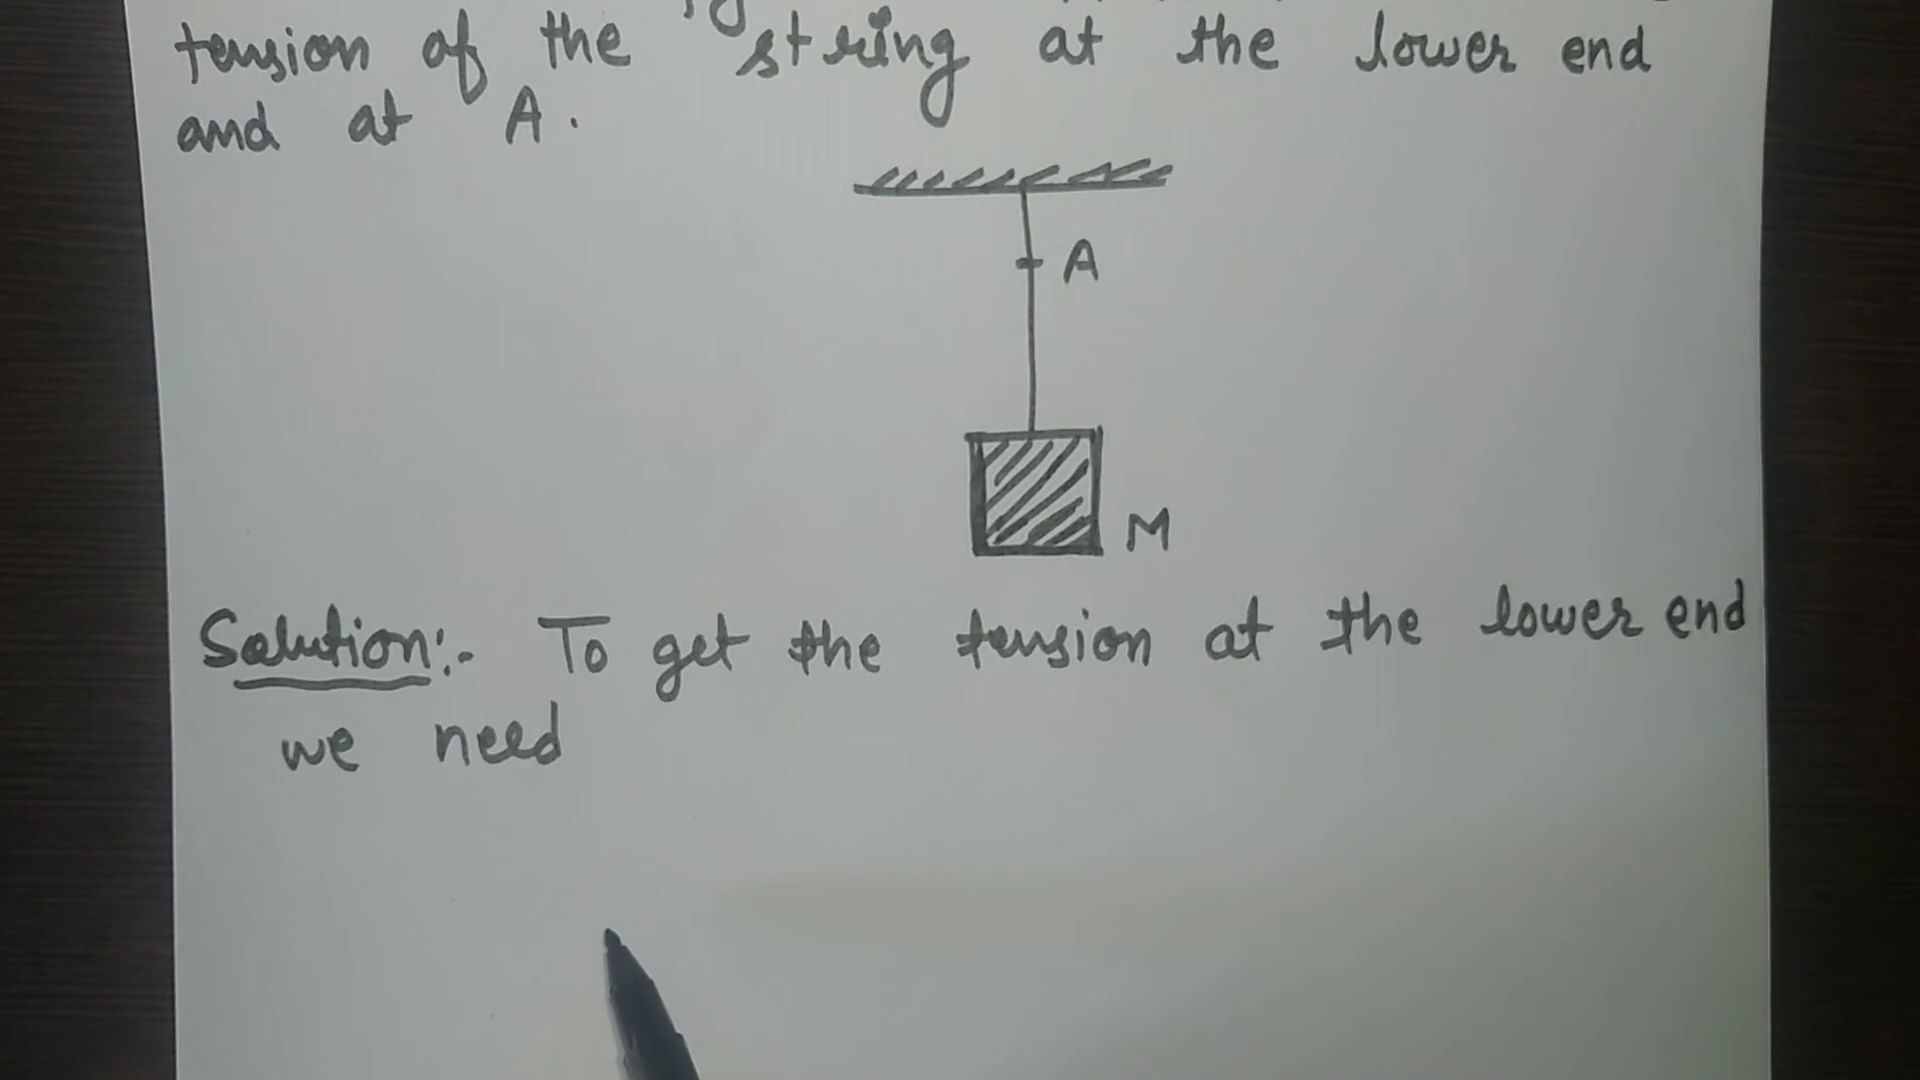 tension of the string at the lower end
and at A.
A
M
Solution:- To get the tension at the lower end
we need